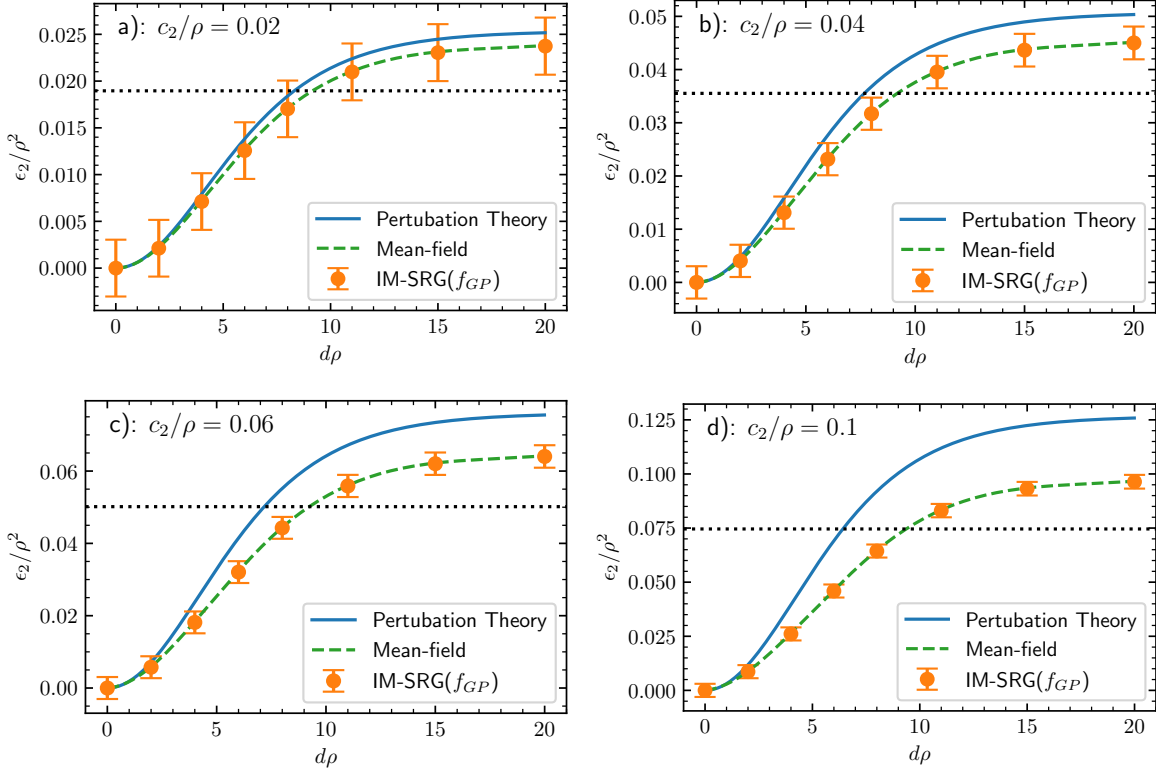 a): c₂/ρ = 0.02
0.025
0.020
0.015
0.010
0.005
0.000
ϵ₂/ρ²
Pertubation Theory
Mean-field
IM-SRG(f_GP)
0 5 10 15 20
dρ
b): c₂/ρ = 0.04
0.05
0.04
0.03
0.02
0.01
0.00
ϵ₂/ρ²
Pertubation Theory
Mean-field
IM-SRG(f_GP)
0 5 10 15 20
dρ
c): c₂/ρ = 0.06
0.06
0.04
0.02
0.00
ϵ₂/ρ²
Pertubation Theory
Mean-field
IM-SRG(f_GP)
0 5 10 15 20
dρ
d): c₂/ρ = 0.1
0.125
0.100
0.075
0.050
0.025
0.000
ϵ₂/ρ²
Pertubation Theory
Mean-field
IM-SRG(f_GP)
0 5 10 15 20
dρ